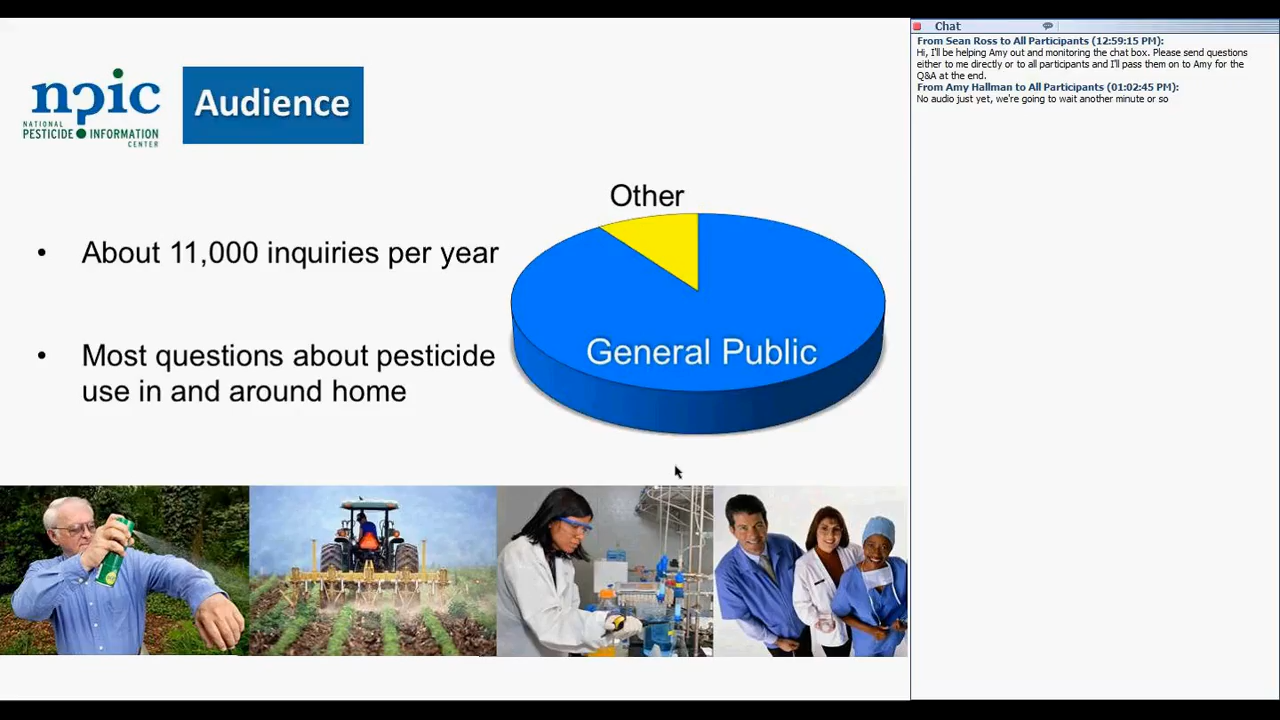 npic
NATIONAL
PESTICIDE INFORMATION
CENTER
Audience
• About 11,000 inquiries per year
• Most questions about pesticide
use in and around home
Other
General Public
Chat
From Sean Ross to All Participants (12:59:15 PM):
Hi, I'll be helping Amy out and monitoring the chat box. Please send questions
either to me directly or to all participants and I'll pass them on to Amy for the
Q&A at the end.
From Amy Hallman to All Participants (01:02:45 PM):
No audio just yet, we're going to wait another minute or so